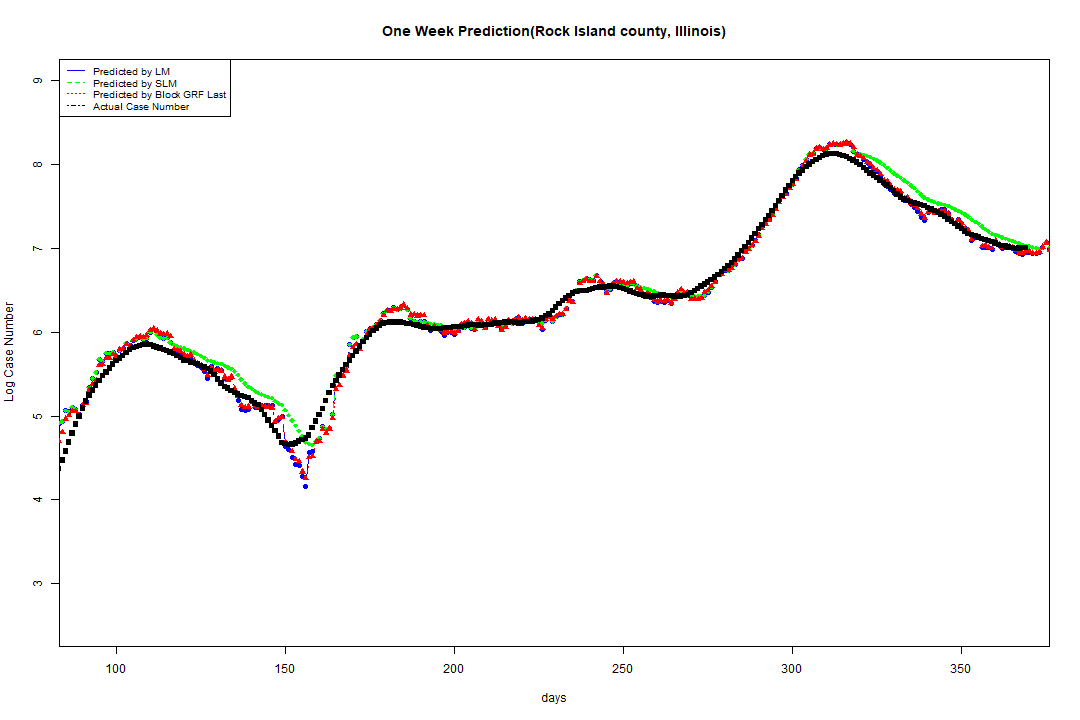 One Week Prediction(Rock Island county, Illinois)
Predicted by LM
Predicted by SLM
Predicted by Block GRF Last
Actual Case Number
9
8
7
6
5
4
3
Log Case Number
100 150 200 250 300 350
days